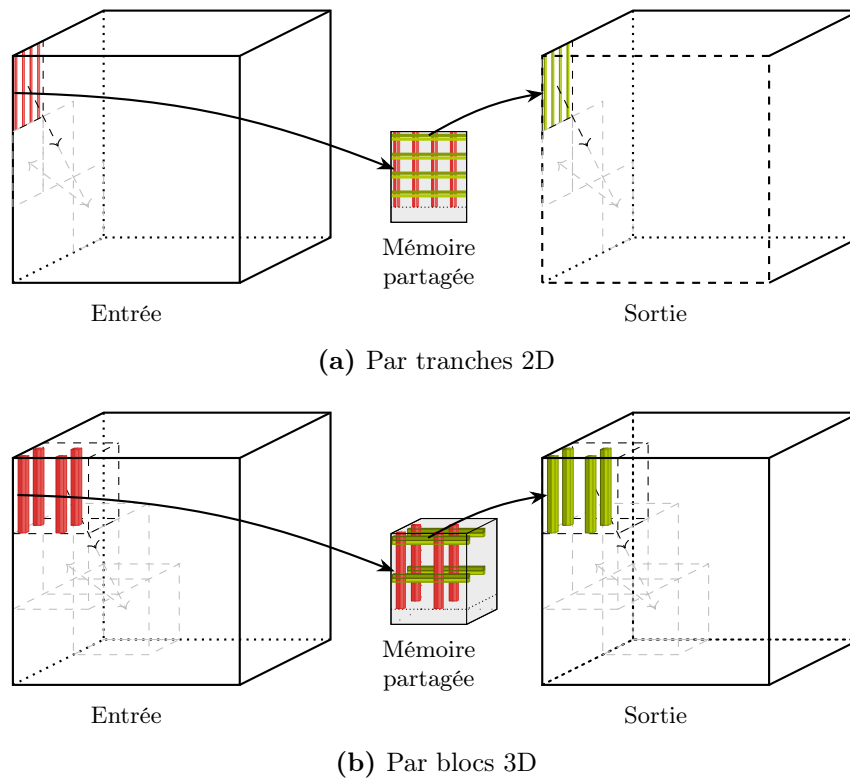 Mémoire
partagée
Entrée
Sortie
(a) Par tranches 2D
Mémoire
partagée
Entrée
Sortie
(b) Par blocs 3D